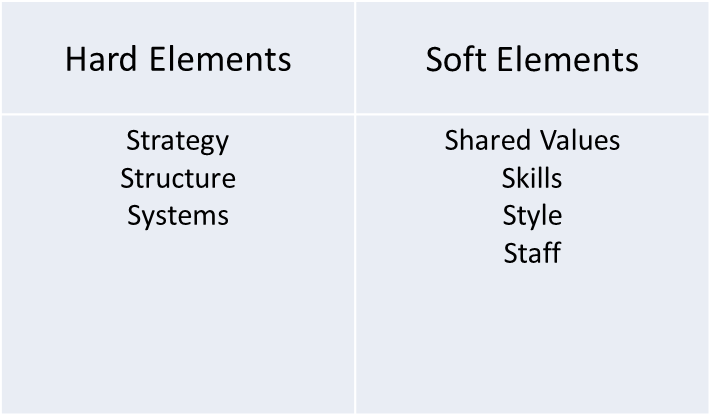 Hard Elements
Soft Elements
Strategy
Structure
Systems
Shared Values
Skills
Style
Staff